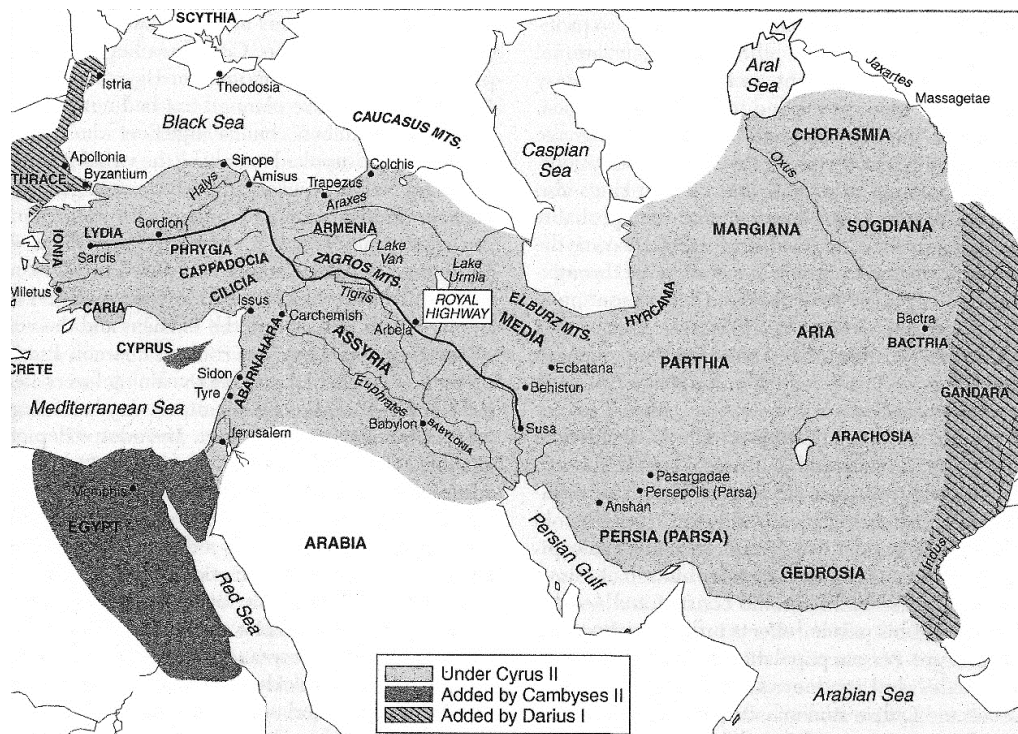 SCYTHIA
Istria
Theodosia
Aral
Sea
Jaxartes
Massagetae
Black Sea
CAUCASUS MTS.
CHORASMIA
Caspian
Sea
Oxus
Apollonia
Byzantium
THRACE
Sinope
Amisus
Halys
Colchis
Trapezus
Araxes
MARGIANA
SOGDIANA
Gordion
LYDIA
Sardis
IONIA
PHRYGIA
CAPPADOCIA
ARMENIA
Lake
Van
ZAGROS MTS.
Lake
Urmia
Tigris
ROYAL
HIGHWAY
ELBURZ MTS.
HYRCAMA
Miletus
CARIA
CILICIA
Issus
Carchemish
Arbela
MEDIA
ARIA
Bactra
BACTRIA
CYPRUS
CRETE
ASSYRIA
PARTHIA
Ecbatana
Behistun
Sidon
Tyre
ABARNAHARA
Mediterranean Sea
Euphrates
Babylon
BABYLONIA
Susa
GANDARA
ARACHOSIA
Jerusalem
Memphis
EGYPT
Pasargadae
Persepolis (Parsa)
Anshan
ARABIA
PERSIA (PARSA)
Persian Gulf
GEDROSIA
Indus
Red Sea
Under Cyrus II
Added by Cambyses II
Added by Darius I
Arabian Sea